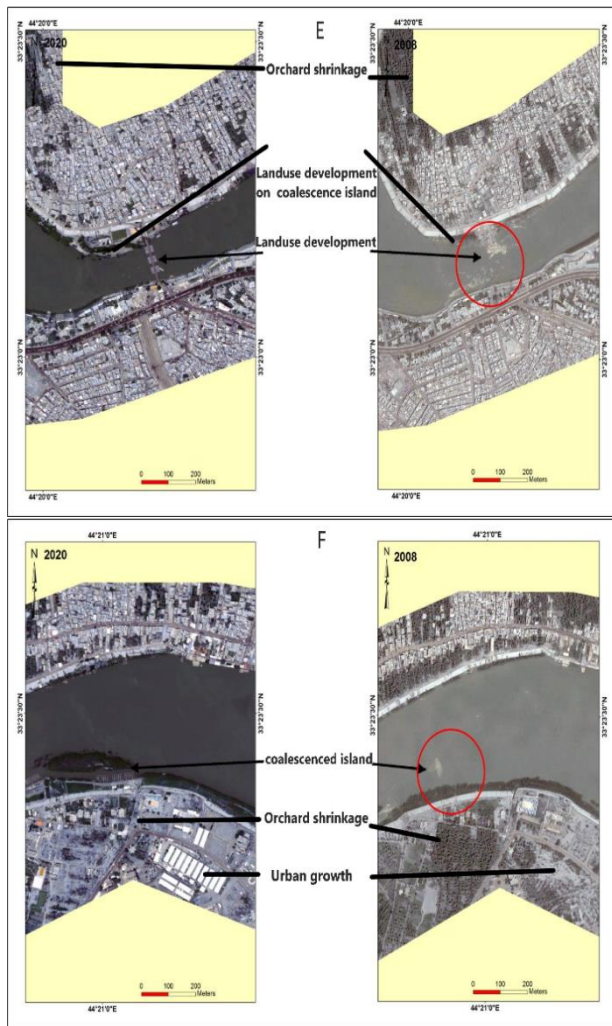 44°20'0"E
E
44°20'0"E
N
2020
N
2008
33°23'30"N
33°23'30"N
Orchard shrinkage
Landuse development
on coalescence island
Landuse development
33°23'0"N
33°23'0"N
0 100 200
Meters
0 100 200
Meters
44°20'0"E
44°20'0"E
44°21'0"E
F
44°21'0"E
N
2020
N
2008
33°23'30"N
33°23'30"N
coalescenced island
Orchard shrinkage
Urban growth
0 100 200
Meters
0 100 200
Meters
44°21'0"E
44°21'0"E